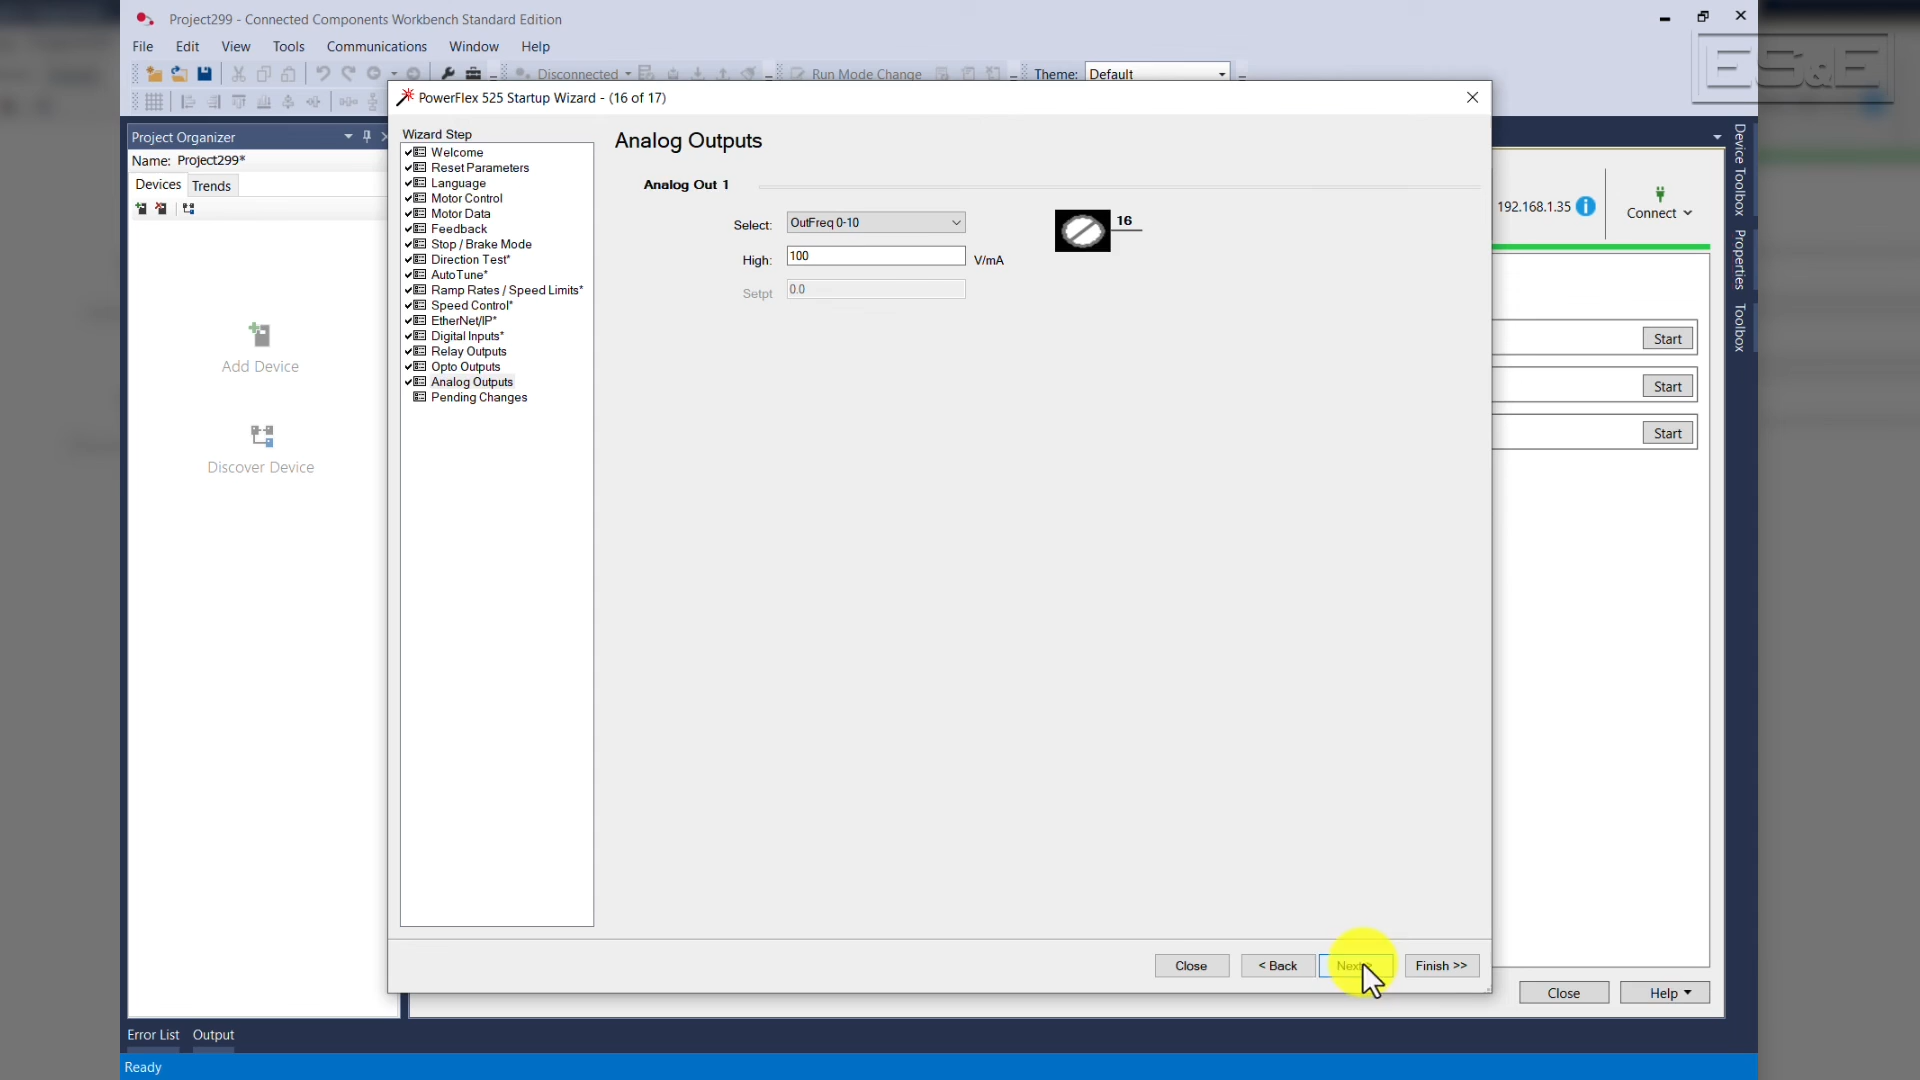 Project299 - Connected Components Workbench Standard Edition
File Edit View Tools Communications Window Help
Disconnected Run Mode Change Theme: Default
ES&E
PowerFlex 525 Startup Wizard - (16 of 17)
Project Organizer
Name: Project299*
Devices Trends
Add Device
Discover Device
Wizard Step
Welcome
Reset Parameters
Language
Motor Control
Motor Data
Feedback
Stop / Brake Mode
Direction Test*
AutoTune*
Ramp Rates / Speed Limits*
Speed Control*
EtherNet/IP*
Digital Inputs*
Relay Outputs
Opto Outputs
Analog Outputs
Pending Changes
Analog Outputs
Analog Out 1
Select: OutFreq 0-10
16
High: 100 V/mA
Setpt 0.0
192.168.1.35
Connect
Start
Start
Start
Device Toolbox
Properties
Toolbox
Close < Back Next > Finish >>
Close Help
Error List Output
Ready